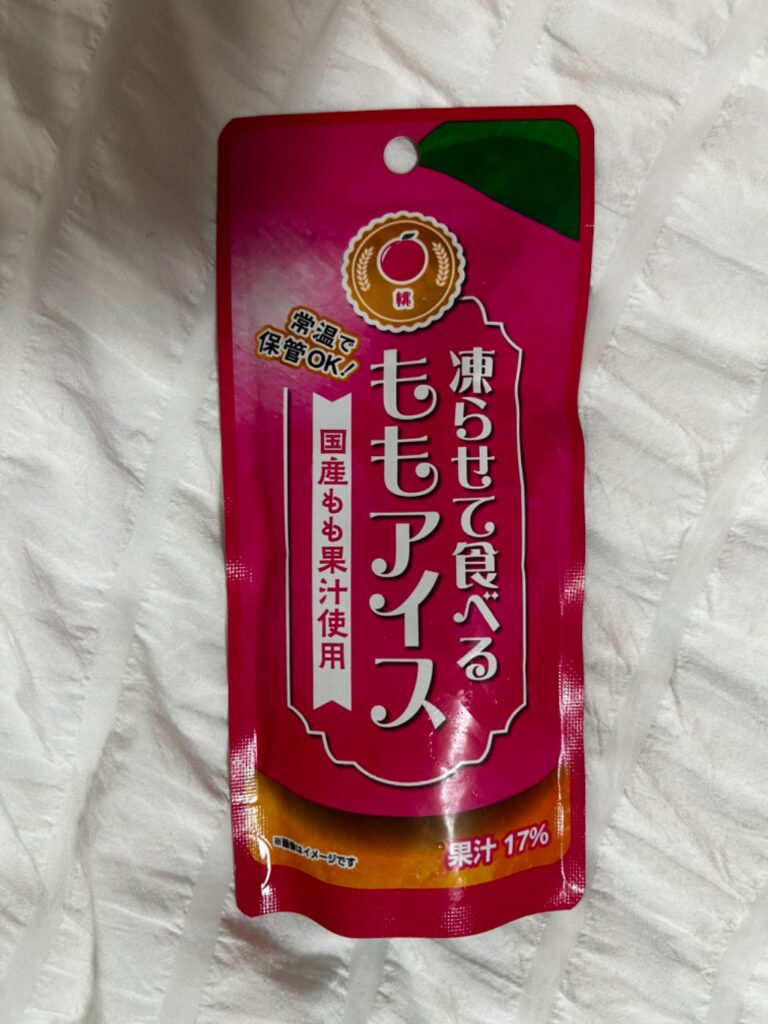 桃
常温で
保管OK!
凍らせて食べる
ももアイス
国産もも果汁使用
※画像はイメージです
果汁 17%